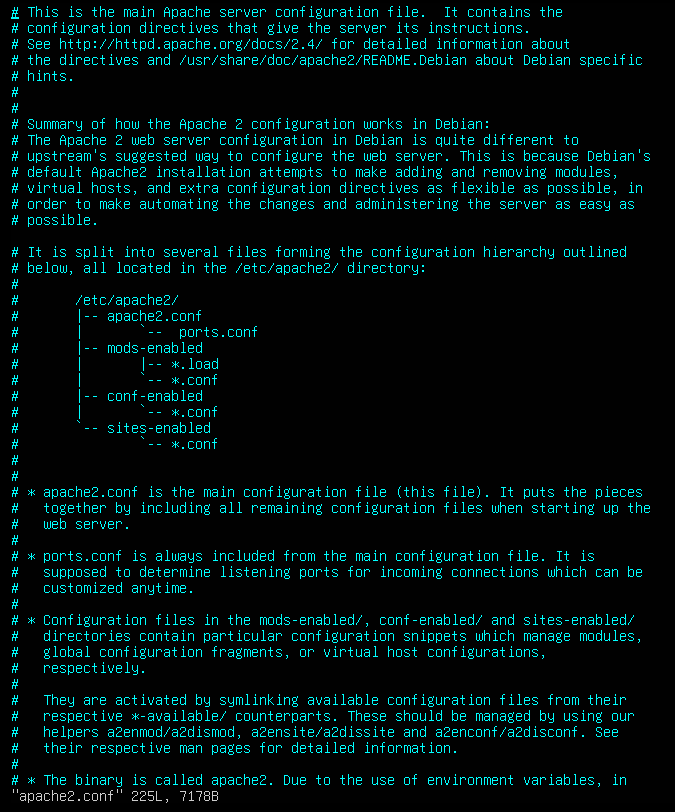 # This is the main Apache server configuration file.  It contains the
# configuration directives that give the server its instructions.
# See http://httpd.apache.org/docs/2.4/ for detailed information about
# the directives and /usr/share/doc/apache2/README.Debian about Debian specific
# hints.
#
#
# Summary of how the Apache 2 configuration works in Debian:
# The Apache 2 web server configuration in Debian is quite different to
# upstream's suggested way to configure the web server. This is because Debian's
# default Apache2 installation attempts to make adding and removing modules,
# virtual hosts, and extra configuration directives as flexible as possible, in
# order to make automating the changes and administering the server as easy as
# possible.

# It is split into several files forming the configuration hierarchy outlined
# below, all located in the /etc/apache2/ directory:
#
#       /etc/apache2/
#       |-- apache2.conf
#       |       `--  ports.conf
#       |-- mods-enabled
#       |       |-- *.load
#       |       `-- *.conf
#       |-- conf-enabled
#       |       `-- *.conf
#       `-- sites-enabled
#               `-- *.conf
#
#
# * apache2.conf is the main configuration file (this file). It puts the pieces
#   together by including all remaining configuration files when starting up the
#   web server.
#
# * ports.conf is always included from the main configuration file. It is
#   supposed to determine listening ports for incoming connections which can be
#   customized anytime.
#
# * Configuration files in the mods-enabled/, conf-enabled/ and sites-enabled/
#   directories contain particular configuration snippets which manage modules,
#   global configuration fragments, or virtual host configurations,
#   respectively.
#
#   They are activated by symlinking available configuration files from their
#   respective *-available/ counterparts. These should be managed by using our
#   helpers a2enmod/a2dismod, a2ensite/a2dissite and a2enconf/a2disconf. See
#   their respective man pages for detailed information.
#
# * The binary is called apache2. Due to the use of environment variables, in
"apache2.conf" 225L, 7178B